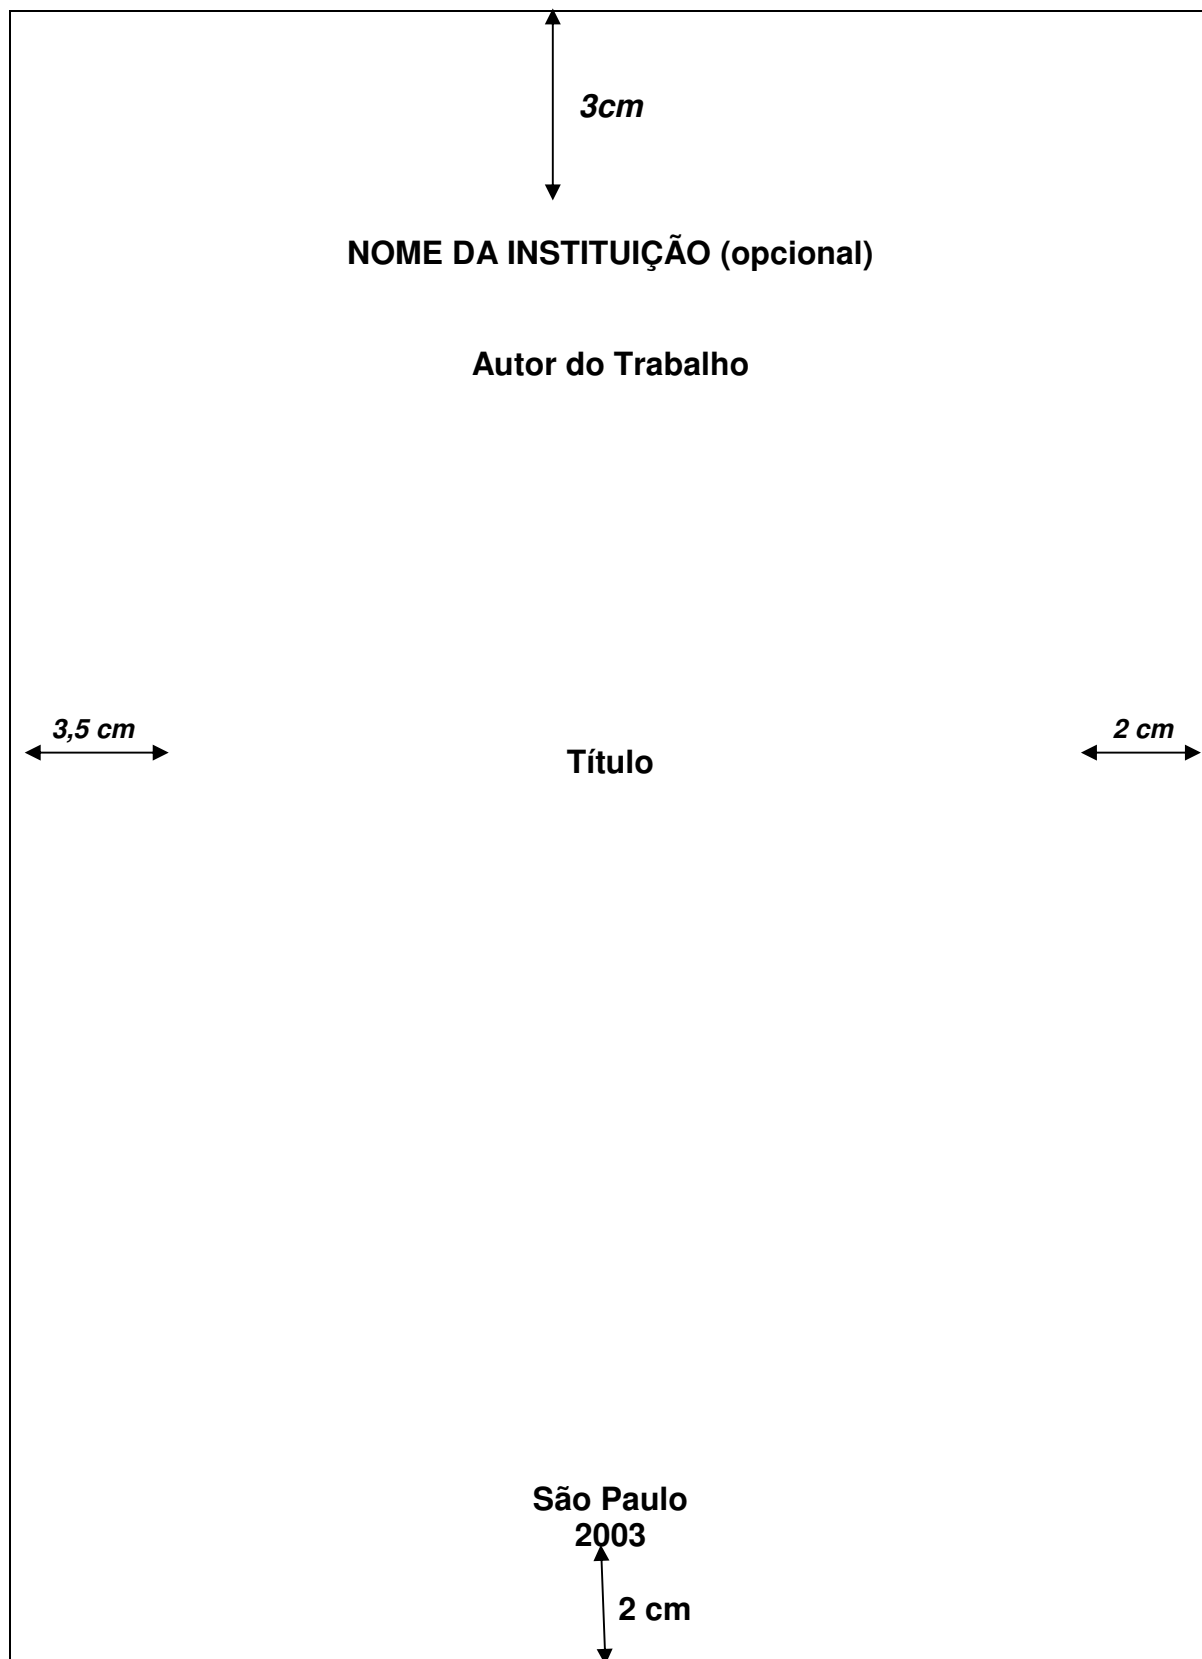 3cm
NOME DA INSTITUIÇÃO (opcional)
Autor do Trabalho
3,5 cm
2 cm
Título
São Paulo
2003
2 cm